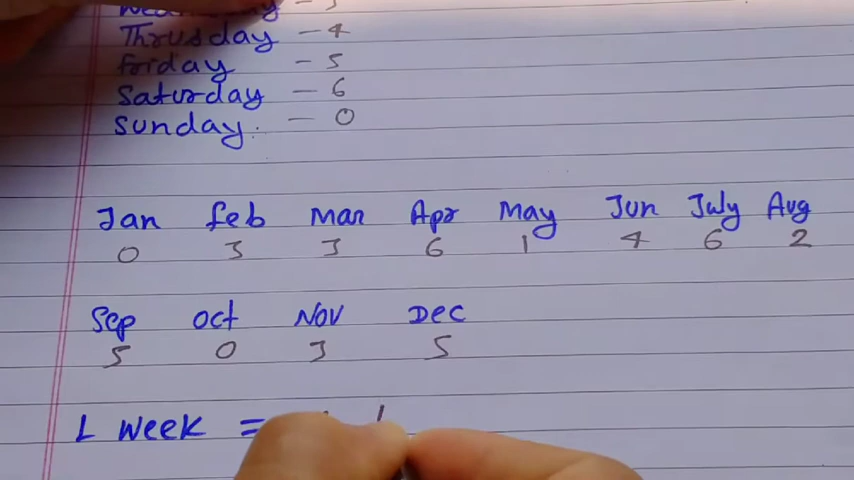 Thrusday - 4
friday - 5
Saturday - 6
Sunday. - 0
Jan feb Mar Apr May Jun July Aug
0 3 3 6 1 4 6 2
Sep Oct Nov Dec
5 0 3 5
1 week =